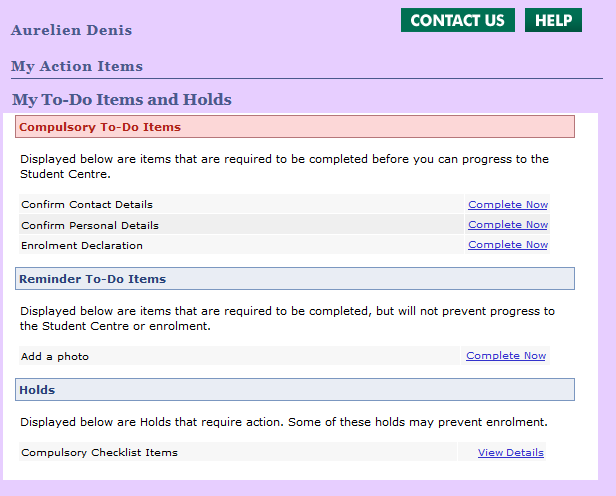 Aurelien Denis
CONTACT US
HELP
My Action Items
My To-Do Items and Holds
Compulsory To-Do Items
Displayed below are items that are required to be completed before you can progress to the
Student Centre.
Confirm Contact Details Complete Now
Confirm Personal Details Complete Now
Enrolment Declaration Complete Now
Reminder To-Do Items
Displayed below are items that are required to be completed, but will not prevent progress to
the Student Centre or enrolment.
Add a photo Complete Now
Holds
Displayed below are Holds that require action. Some of these holds may prevent enrolment.
Compulsory Checklist Items View Details